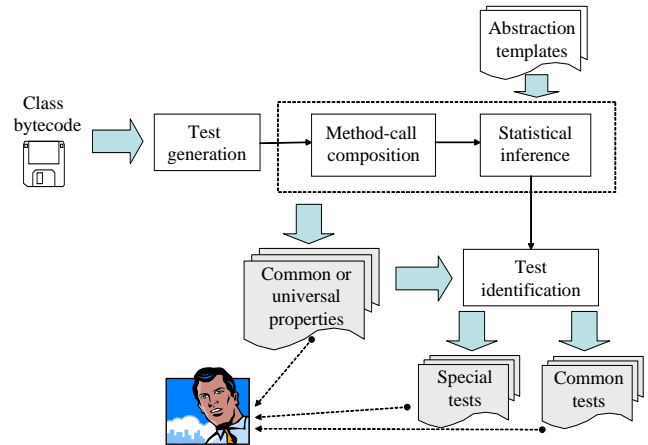 Abstraction
templates
Class
bytecode
Test
generation
Method-call
composition
Statistical
inference
Common or
universal
properties
Test
identification
Special
tests
Common
tests